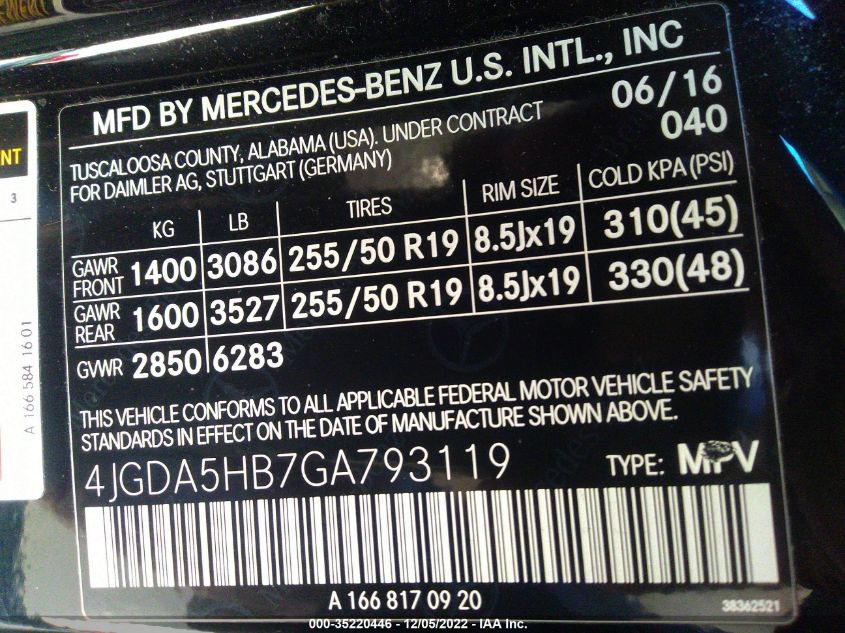 MFD BY MERCEDES-BENZ U.S. INTL., INC
TUSCALOOSA COUNTY, ALABAMA (USA). UNDER CONTRACT 06/16
FOR DAIMLER AG, STUTTGART (GERMANY) 040
KG LB TIRES RIM SIZE COLD KPA (PSI)
GAWR FRONT 1400 3086 255/50 R19 8.5Jx19 310(45)
GAWR REAR 1600 3527 255/50 R19 8.5Jx19 330(48)
GVWR 2850 6283
THIS VEHICLE CONFORMS TO ALL APPLICABLE FEDERAL MOTOR VEHICLE SAFETY
STANDARDS IN EFFECT ON THE DATE OF MANUFACTURE SHOWN ABOVE.
4JGDA5HB7GA793119 TYPE: MPV
A 166 817 09 20
38362521
NT
3
A 166 584 16 01
000-35220446 - 12/05/2022 - IAA Inc.